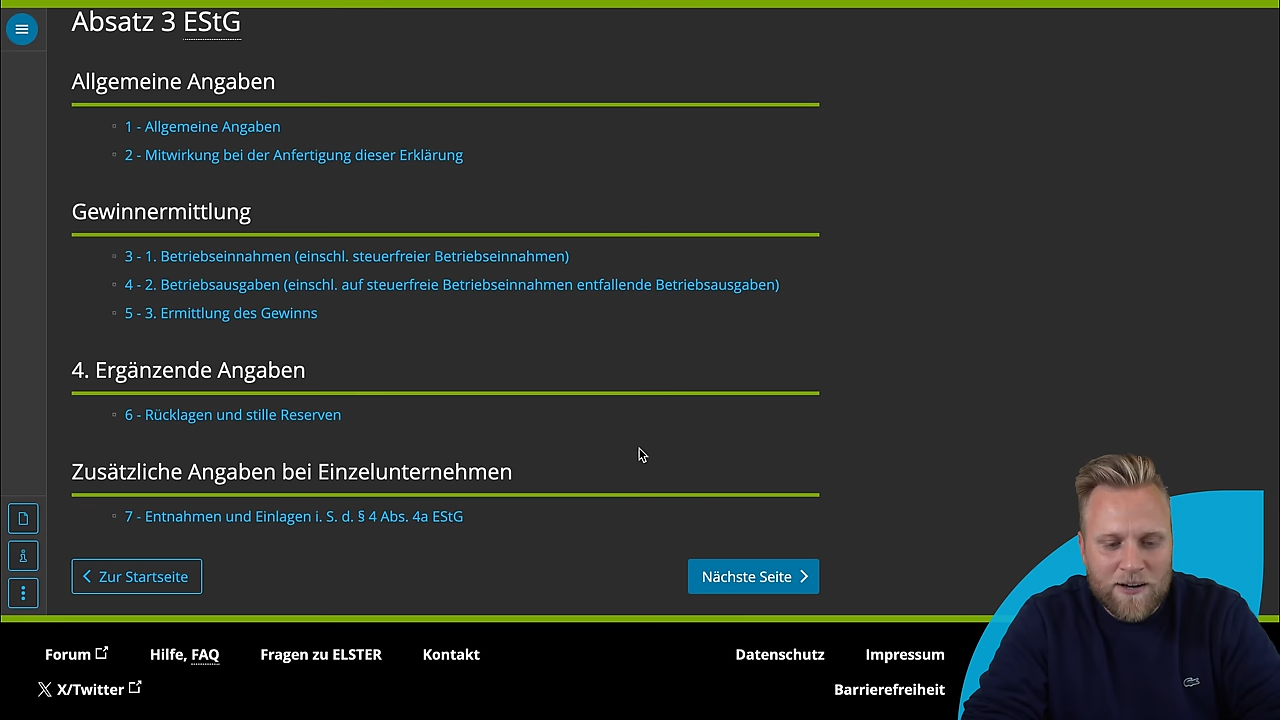 Absatz 3 EStG
Allgemeine Angaben
1 - Allgemeine Angaben
2 - Mitwirkung bei der Anfertigung dieser Erklärung
Gewinnermittlung
3 - 1. Betriebseinnahmen (einschl. steuerfreier Betriebseinnahmen)
4 - 2. Betriebsausgaben (einschl. auf steuerfreie Betriebseinnahmen entfallende Betriebsausgaben)
5 - 3. Ermittlung des Gewinns
4. Ergänzende Angaben
6 - Rücklagen und stille Reserven
Zusätzliche Angaben bei Einzelunternehmen
7 - Entnahmen und Einlagen i. S. d. § 4 Abs. 4a EStG
Zur Startseite
Nächste Seite
Forum
Hilfe, FAQ
Fragen zu ELSTER
Kontakt
Datenschutz
Impressum
X/Twitter
Barrierefreiheit